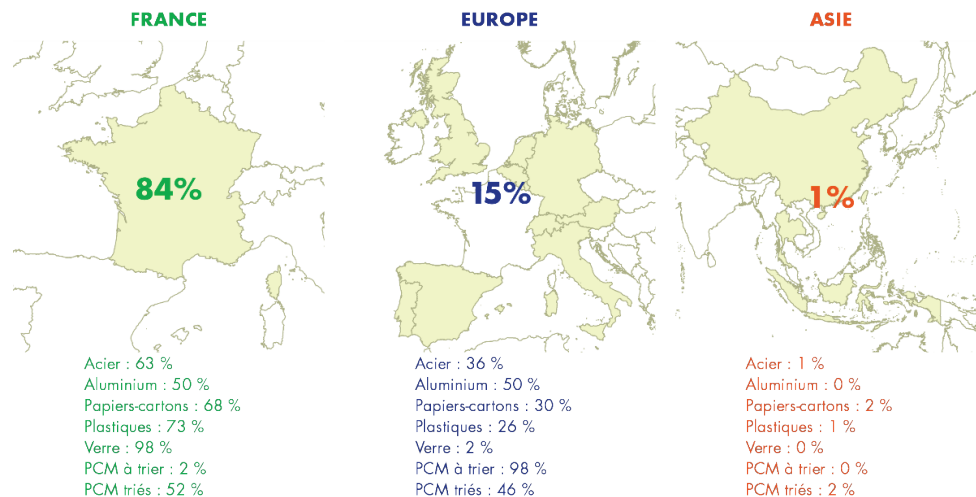 FRANCE
84%
Acier : 63 %
Aluminium : 50 %
Papiers-cartons : 68 %
Plastiques : 73 %
Verre : 98 %
PCM à trier : 2 %
PCM triés : 52 %
EUROPE
15%
Acier : 36 %
Aluminium : 50 %
Papiers-cartons : 30 %
Plastiques : 26 %
Verre : 2 %
PCM à trier : 98 %
PCM triés : 46 %
ASIE
1%
Acier : 1 %
Aluminium : 0 %
Papiers-cartons : 2 %
Plastiques : 1 %
Verre : 0 %
PCM à trier : 0 %
PCM triés : 2 %